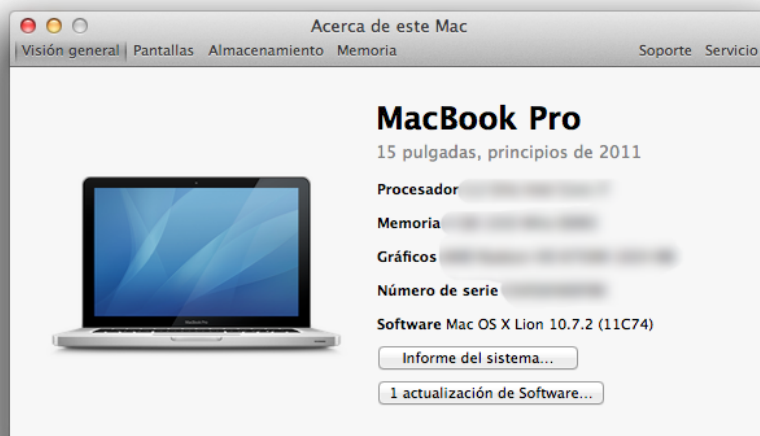 Acerca de este Mac
Visión general Pantallas Almacenamiento Memoria Soporte Servicio
MacBook Pro
15 pulgadas, principios de 2011
Procesador
Memoria
Gráficos
Número de serie
Software Mac OS X Lion 10.7.2 (11C74)
Informe del sistema...
1 actualización de Software...